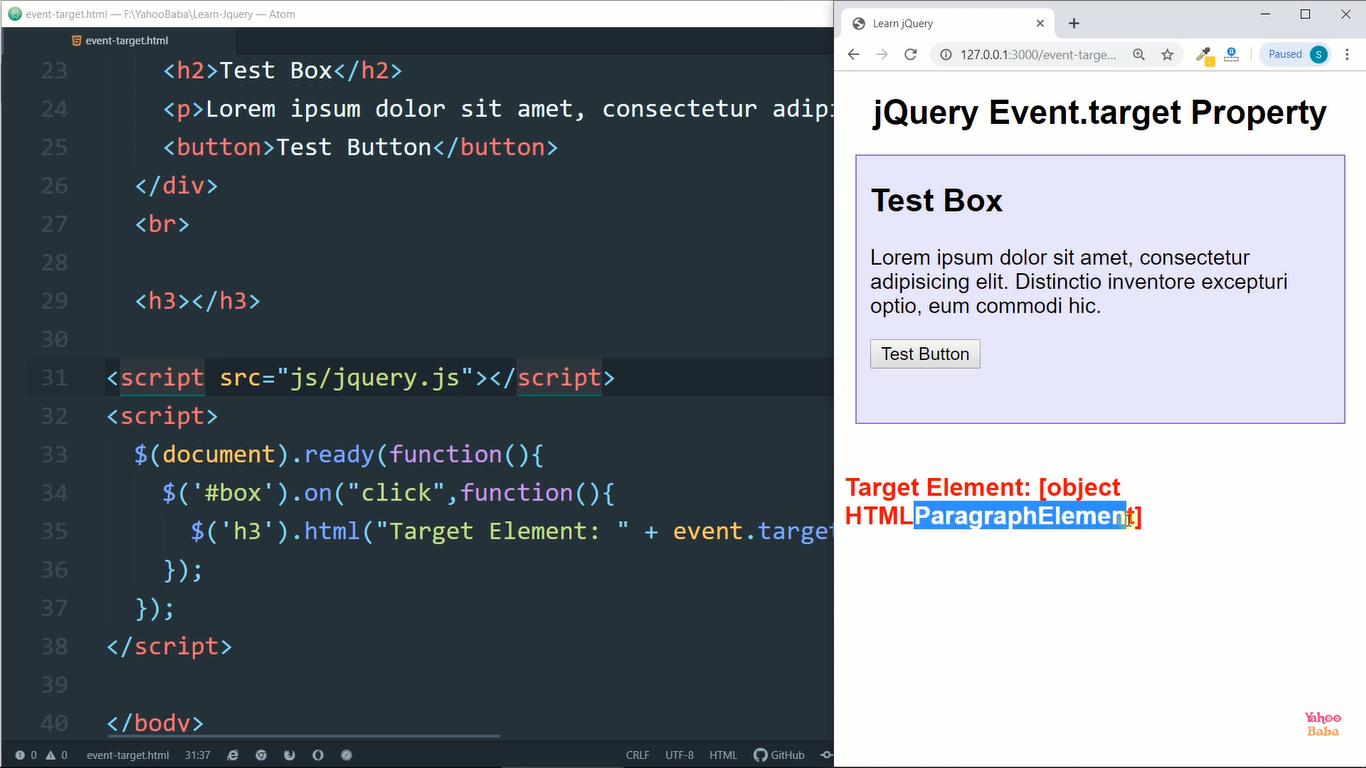 event-target.html — F:\YahooBaba\Learn-Jquery — Atom
event-target.html
23 <h2>Test Box</h2>
24 <p>Lorem ipsum dolor sit amet, consectetur adipi
25 <button>Test Button</button>
26 </div>
27 <br>
28
29 <h3></h3>
30
31 <script src="js/jquery.js"></script>
32 <script>
33 $(document).ready(function(){
34 $('#box').on("click",function(){
35 $('h3').html("Target Element: " + event.target
36 });
37 });
38 </script>
39
40 </body>
0 0 event-target.html 31:37 CRLF UTF-8 HTML GitHub
Learn jQuery
127.0.0.1:3000/event-targe... Paused S
jQuery Event.target Property
Test Box
Lorem ipsum dolor sit amet, consectetur
adipisicing elit. Distinctio inventore excepturi
optio, eum commodi hic.
Test Button
Target Element: [object
HTMLParagraphElement]
Yahoo
Baba